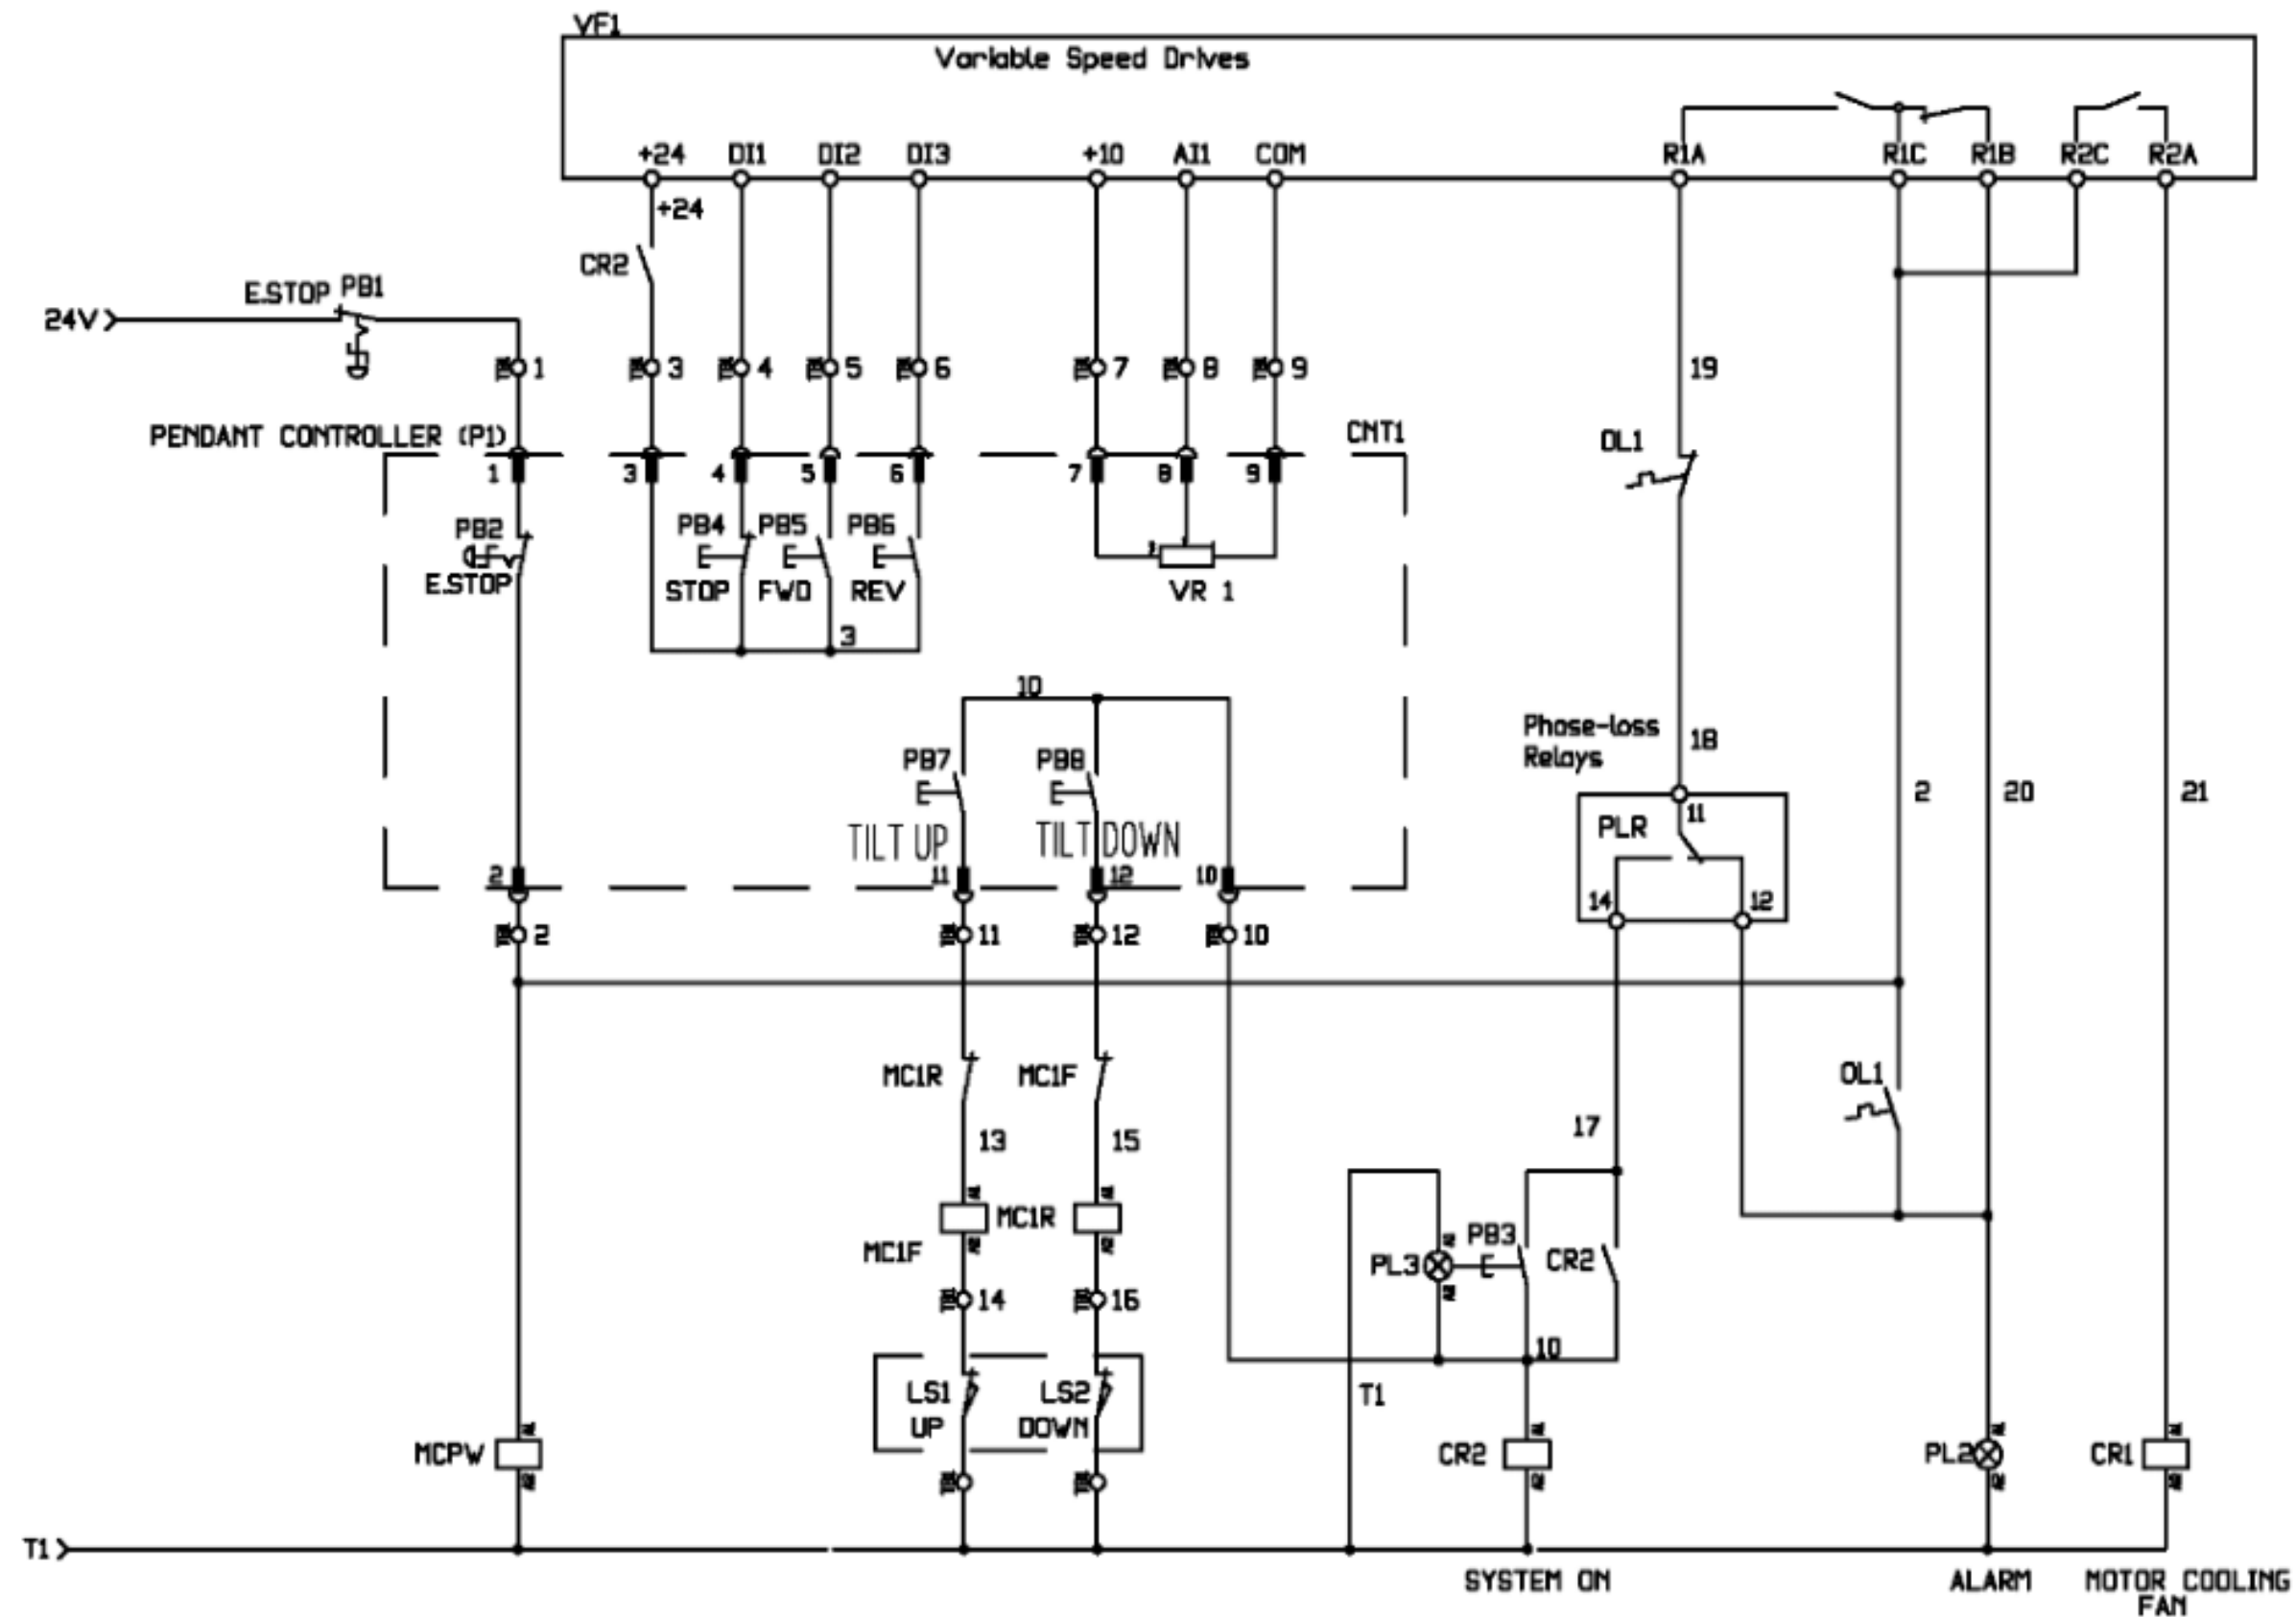 VF1
Variable Speed Drives
+24 DI1 DI2 DI3 +10 AI1 COM R1A R1C R1B R2C R2A
+24
CR2
E.STOP PB1
24V
1 3 4 5 6 7 8 9 19
PENDANT CONTROLLER (P1)
CNT1
OL1
1 3 4 5 6 7 8 9
PB2
E.STOP
PB4 PB5 PB6
STOP FWD REV
VR 1
3
10
Phase-loss
Relays
18
PB7 PB8
TILT UP TILT DOWN
PLR
11
2 20 21
2 11 12 10
14 12
2 11 12 10
MC1R MC1F
OL1
13 15
17
MC1F
MC1R
PL3
PB3
CR2
14 16
10
T1
LS1
UP
LS2
DOWN
MCPW
CR2
PL2
CR1
A1
A2
T1
SYSTEM ON
ALARM
MOTOR COOLING
FAN